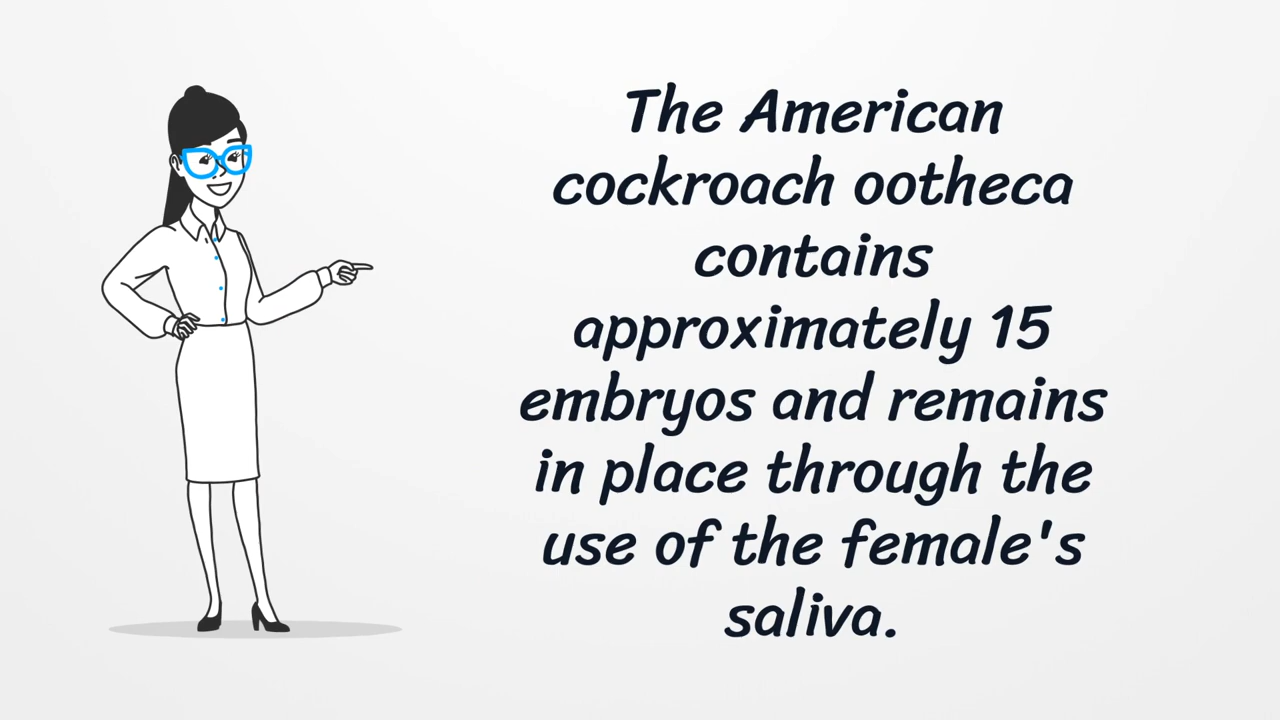 The American
cockroach ootheca
contains
approximately 15
embryos and remains
in place through the
use of the female's
saliva.